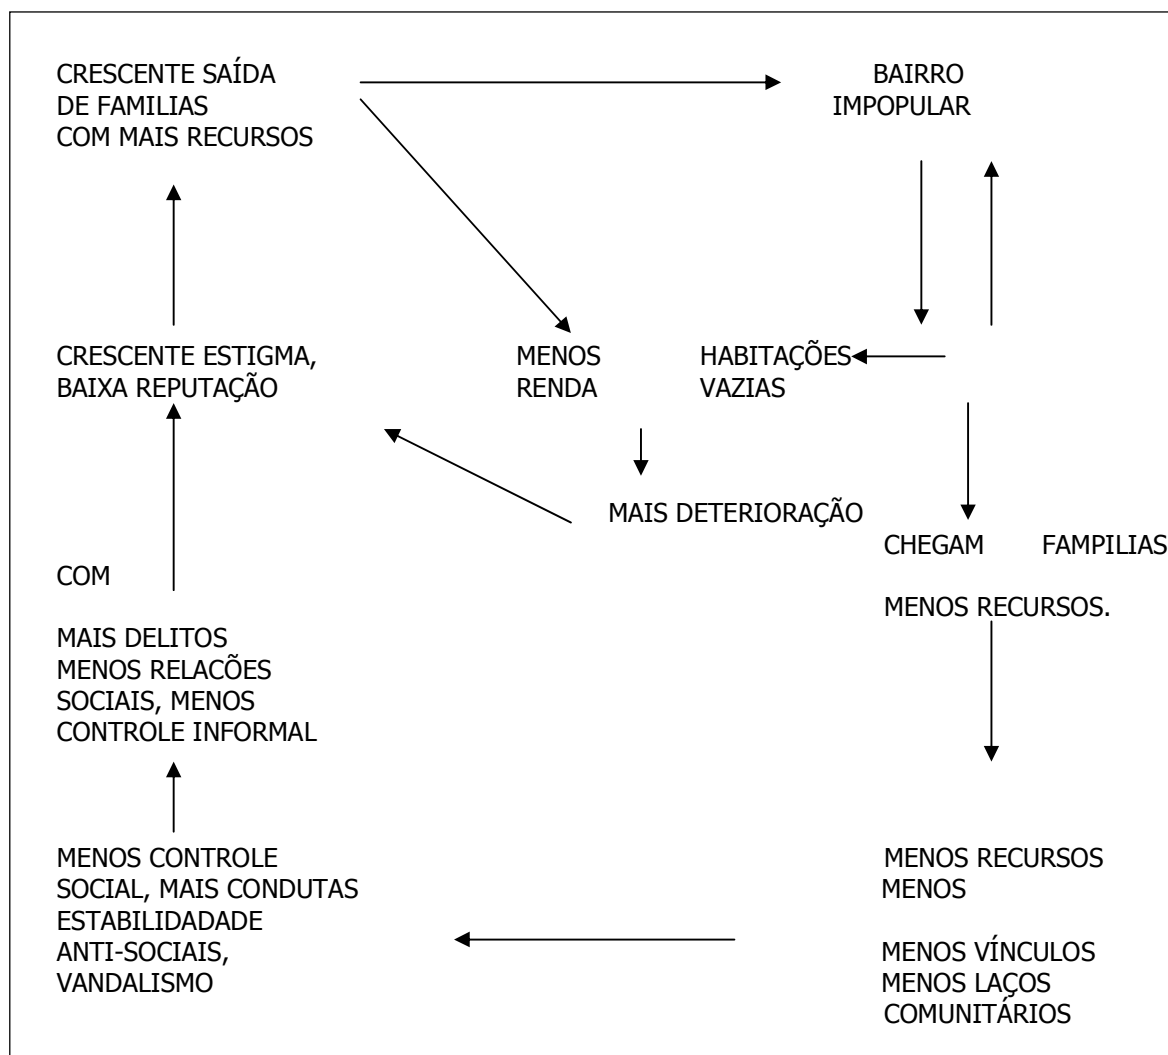 CRESCENTE SAÍDA
DE FAMILIAS
COM MAIS RECURSOS
BAIRRO
IMPOPULAR
CRESCENTE ESTIGMA,
BAIXA REPUTAÇÃO
MENOS
RENDA
HABITAÇÕES
VAZIAS
MAIS DETERIORAÇÃO
CHEGAM FAMPILIAS
MENOS RECURSOS.
COM
MAIS DELITOS
MENOS RELACÕES
SOCIAIS, MENOS
CONTROLE INFORMAL
MENOS CONTROLE
SOCIAL, MAIS CONDUTAS
ESTABILIDADADE
ANTI-SOCIAIS,
VANDALISMO
MENOS RECURSOS
MENOS
MENOS VÍNCULOS
MENOS LAÇOS
COMUNITÁRIOS